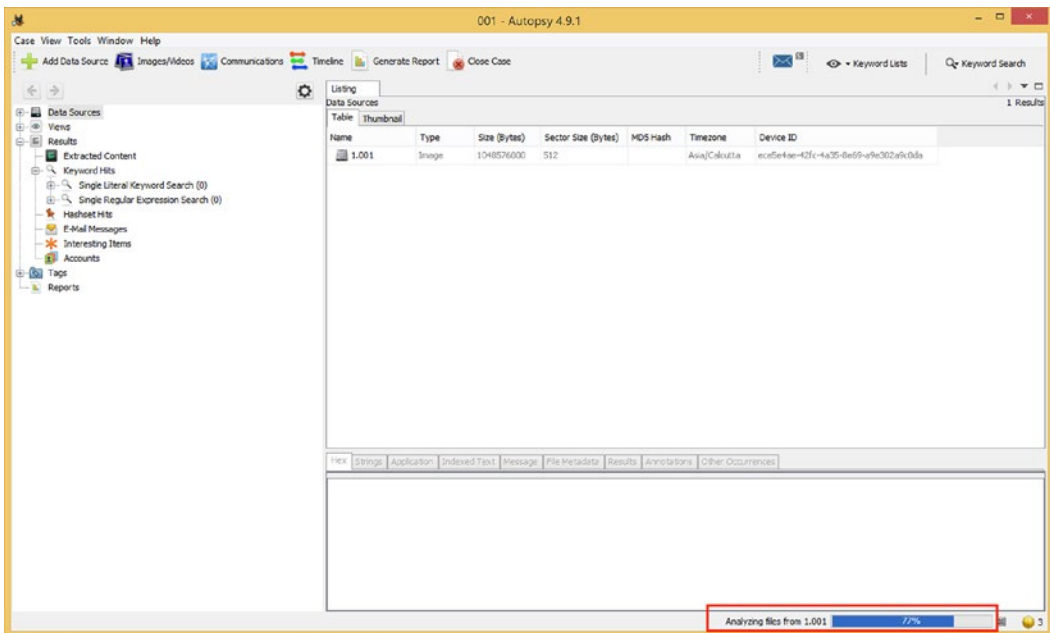 001 - Autopsy 4.9.1
Case View Tools Window Help
Add Data Source Images/Videos Communications Timeline Generate Report Close Case Keyword Lists Keyword Search
Listing
Data Sources 1 Results
Table Thumbnail
Name Type Size (Bytes) Sector Size (Bytes) MD5 Hash Timezone Device ID
1.001 Image 1048576000 512 Asia/Calcutta
Data Sources
Views
Results
Extracted Content
Keyword Hits
Single Literal Keyword Search (0)
Single Regular Expression Search (0)
Hashset Hits
E-Mail Messages
Interesting Items
Accounts
Tags
Reports
Hex Strings Application Indexed Text Message File Metadata Results Annotations Other Occurrences
Analyzing files from 1.001 77% 3